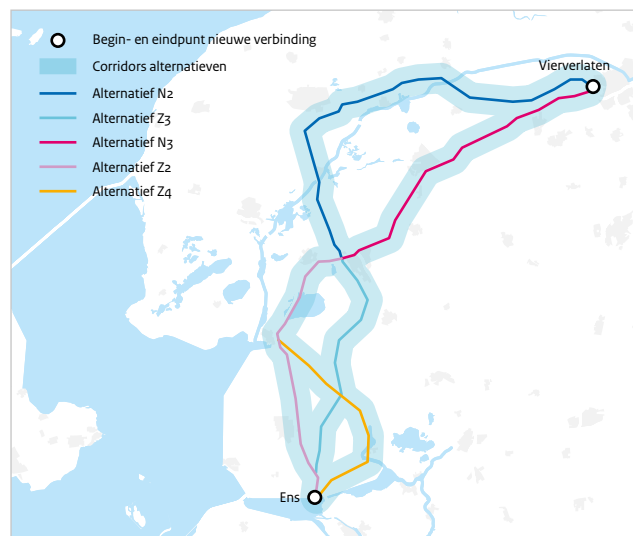 Begin- en eindpunt nieuwe verbinding
Corridors alternatieven
Alternatief N2
Alternatief Z3
Alternatief N3
Alternatief Z2
Alternatief Z4
Vierverlaten
Ens